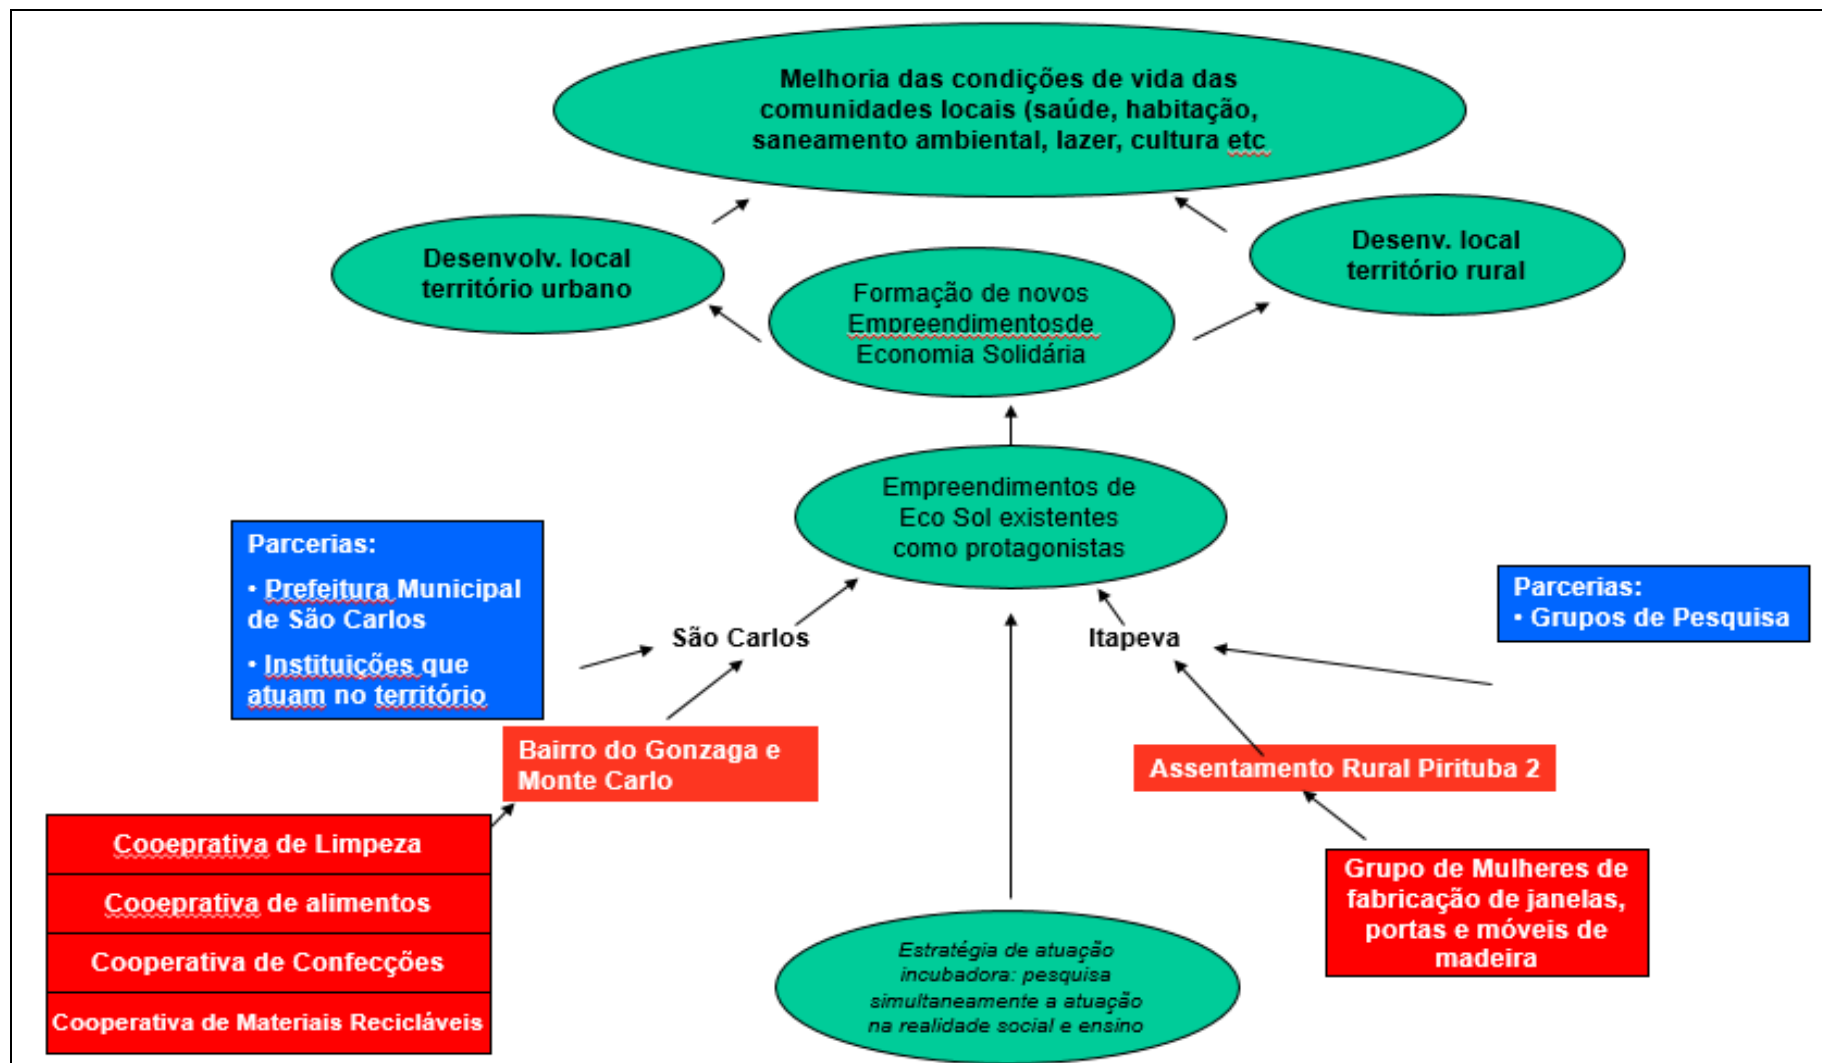 Melhoria das condições de vida das
comunidades locais (saúde, habitação,
saneamento ambiental, lazer, cultura etc
Desenvolv. local
território urbano
Formação de novos
Empreendimentosde
Economia Solidária
Desenv. local
território rural
Empreendimentos de
Eco Sol existentes
como protagonistas
Parcerias:
• Prefeitura Municipal
de São Carlos
• Instituições que
atuam no território
São Carlos
Itapeva
Parcerias:
• Grupos de Pesquisa
Bairro do Gonzaga e
Monte Carlo
Assentamento Rural Pirituba 2
Cooeprativa de Limpeza
Cooeprativa de alimentos
Cooperativa de Confecções
Cooperativa de Materiais Recicláveis
Grupo de Mulheres de
fabricação de janelas,
portas e móveis de
madeira
Estratégia de atuação
incubadora: pesquisa
simultaneamente a atuação
na realidade social e ensino